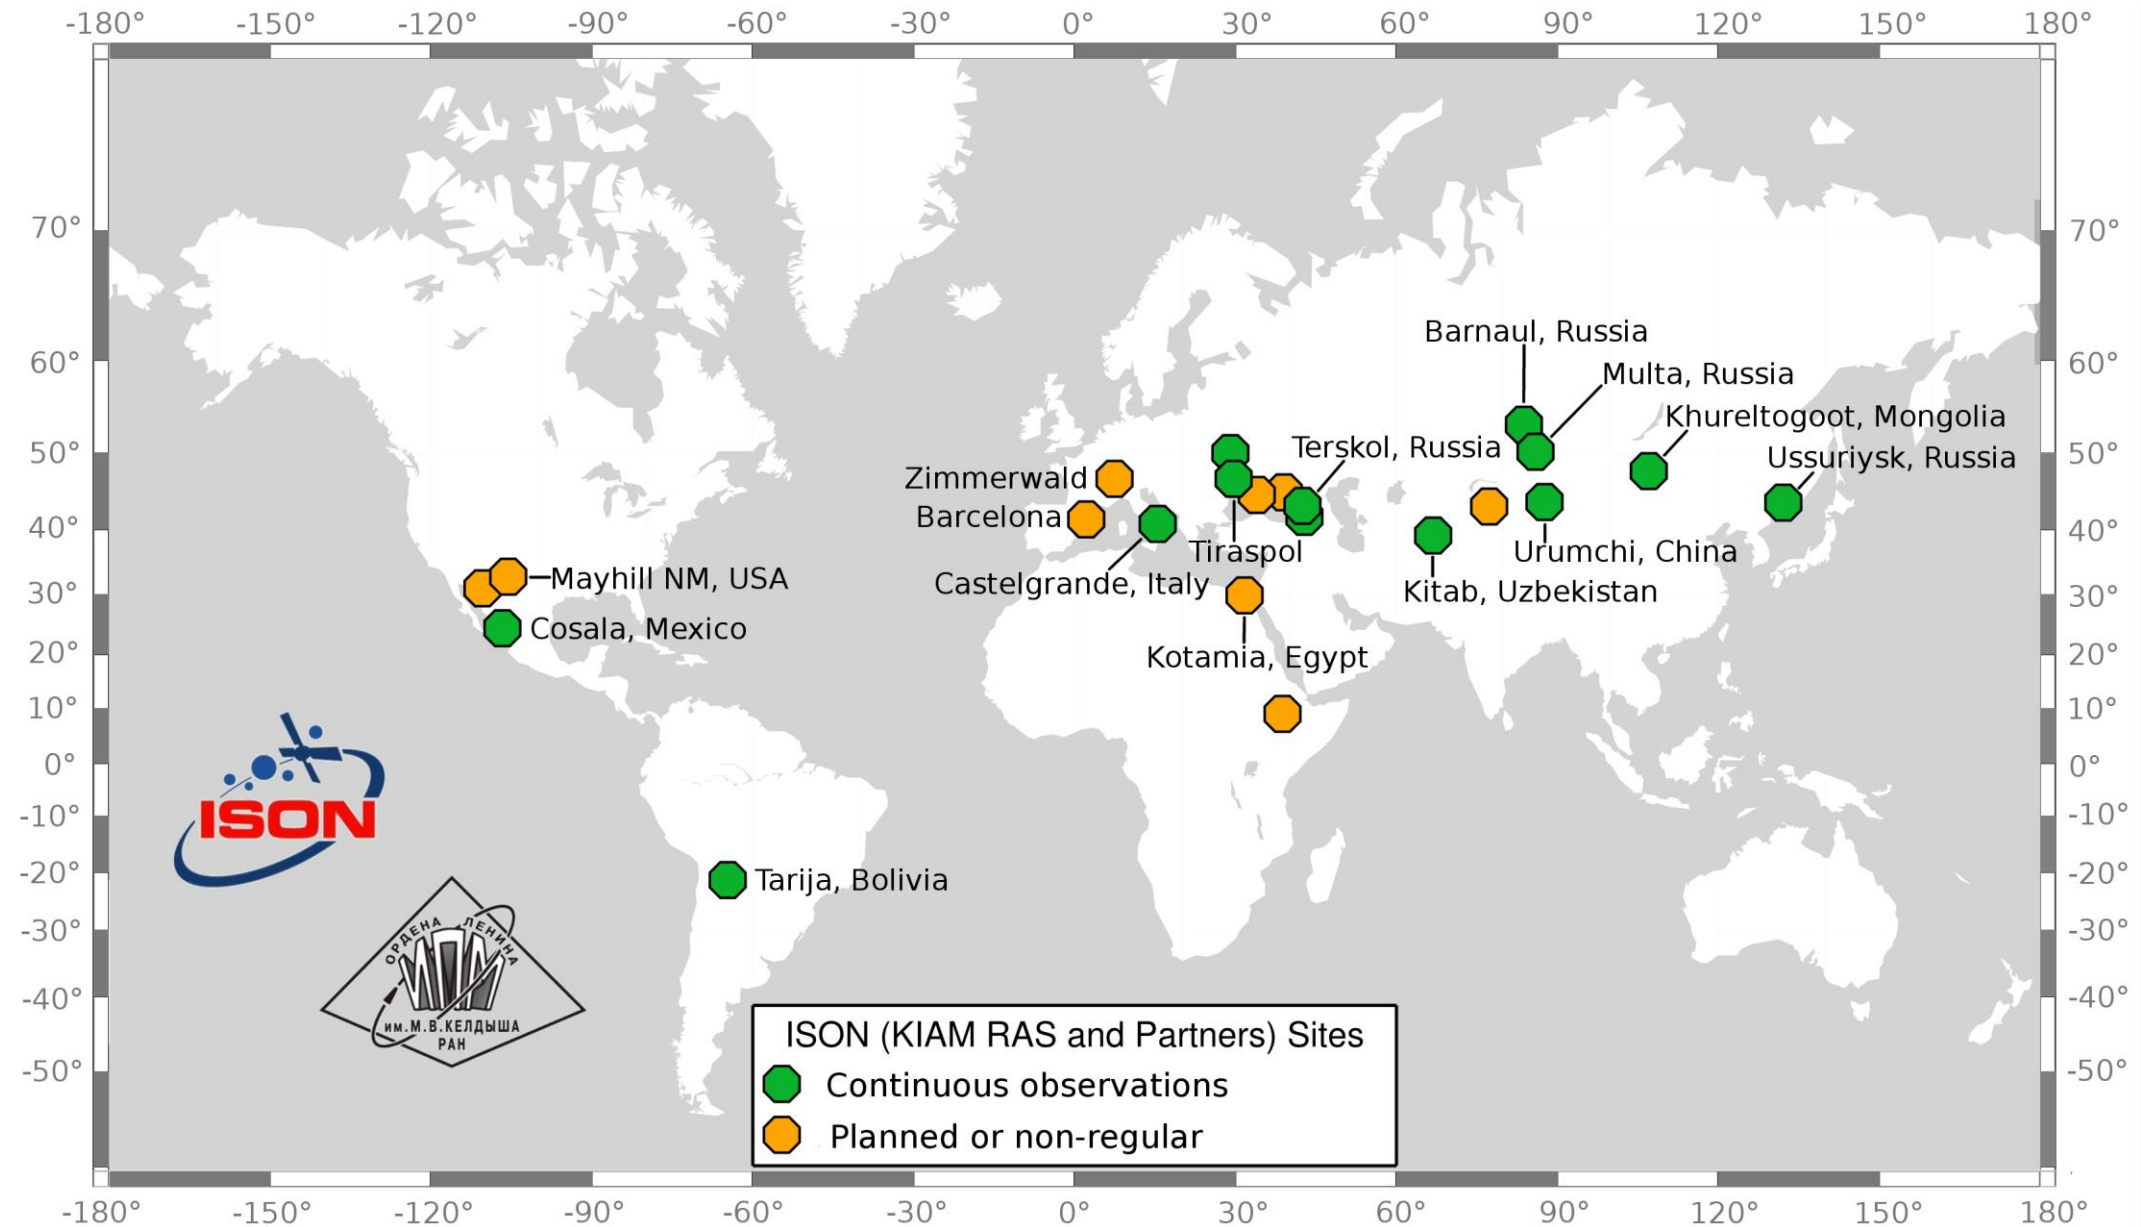 -180° -150° -120° -90° -60° -30° 0° 30° 60° 90° 120° 150° 180°
70° 70°
60° 60°
50° 50°
40° 40°
30° 30°
20° 20°
10° 10°
0° 0°
-10° -10°
-20° -20°
-30° -30°
-40° -40°
-50° -50°
Barnaul, Russia
Multa, Russia
Khureltogoot, Mongolia
Terskol, Russia
Ussuriysk, Russia
Zimmerwald
Barcelona
Tiraspol
Urumchi, China
Castelgrande, Italy
Kitab, Uzbekistan
Mayhill NM, USA
Cosala, Mexico
Kotamia, Egypt
Tarija, Bolivia
ISON
ОРДЕНА ЛЕНИНА
ИПМ
им.М.В.КЕЛДЫША
РАН
ISON (KIAM RAS and Partners) Sites
Continuous observations
Planned or non-regular
-180° -150° -120° -90° -60° -30° 0° 30° 60° 90° 120° 150° 180°